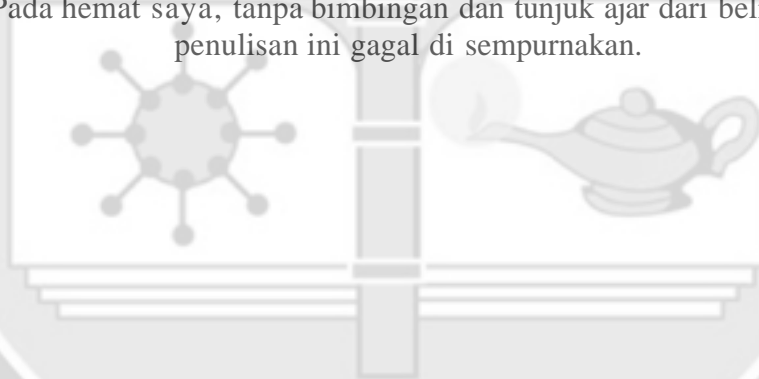 Pada hemat saya, tanpa bimbingan dan tunjuk ajar dari
penulisan ini gagal di sempurnakan.